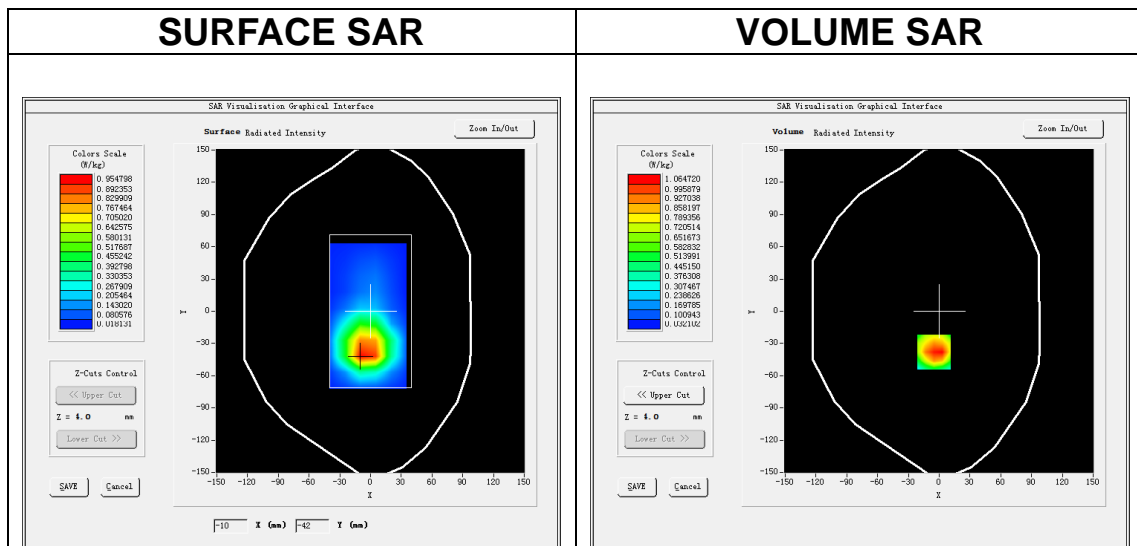 SURFACE SAR
VOLUME SAR
SAR Visualisation Graphical Interface
Surface Radiated Intensity
Zoom In/Out
Colors Scale
(W/kg)
0.954798
0.892353
0.829909
0.767464
0.705020
0.642575
0.580131
0.517687
0.455242
0.392798
0.330353
0.267909
0.205464
0.143020
0.080576
0.018131
150
120
90
60
30
0
-30
-60
-90
-120
-150
Y
-150 -120 -90 -60 -30 0 30 60 90 120 150
X
Z-Cuts Control
<< Upper Cut
Z = 4.0 mm
Lower Cut >>
SAVE Cancel
-10 X (mm) -42 Y (mm)
SAR Visualisation Graphical Interface
Volume Radiated Intensity
Zoom In/Out
Colors Scale
(W/kg)
1.064720
0.995879
0.927038
0.858197
0.789356
0.720514
0.651673
0.582832
0.513991
0.445150
0.376308
0.307467
0.238626
0.169785
0.100943
0.032102
150
120
90
60
30
0
-30
-60
-90
-120
-150
Y
-150 -120 -90 -60 -30 0 30 60 90 120 150
X
Z-Cuts Control
<< Upper Cut
Z = 4.0 mm
Lower Cut >>
SAVE Cancel